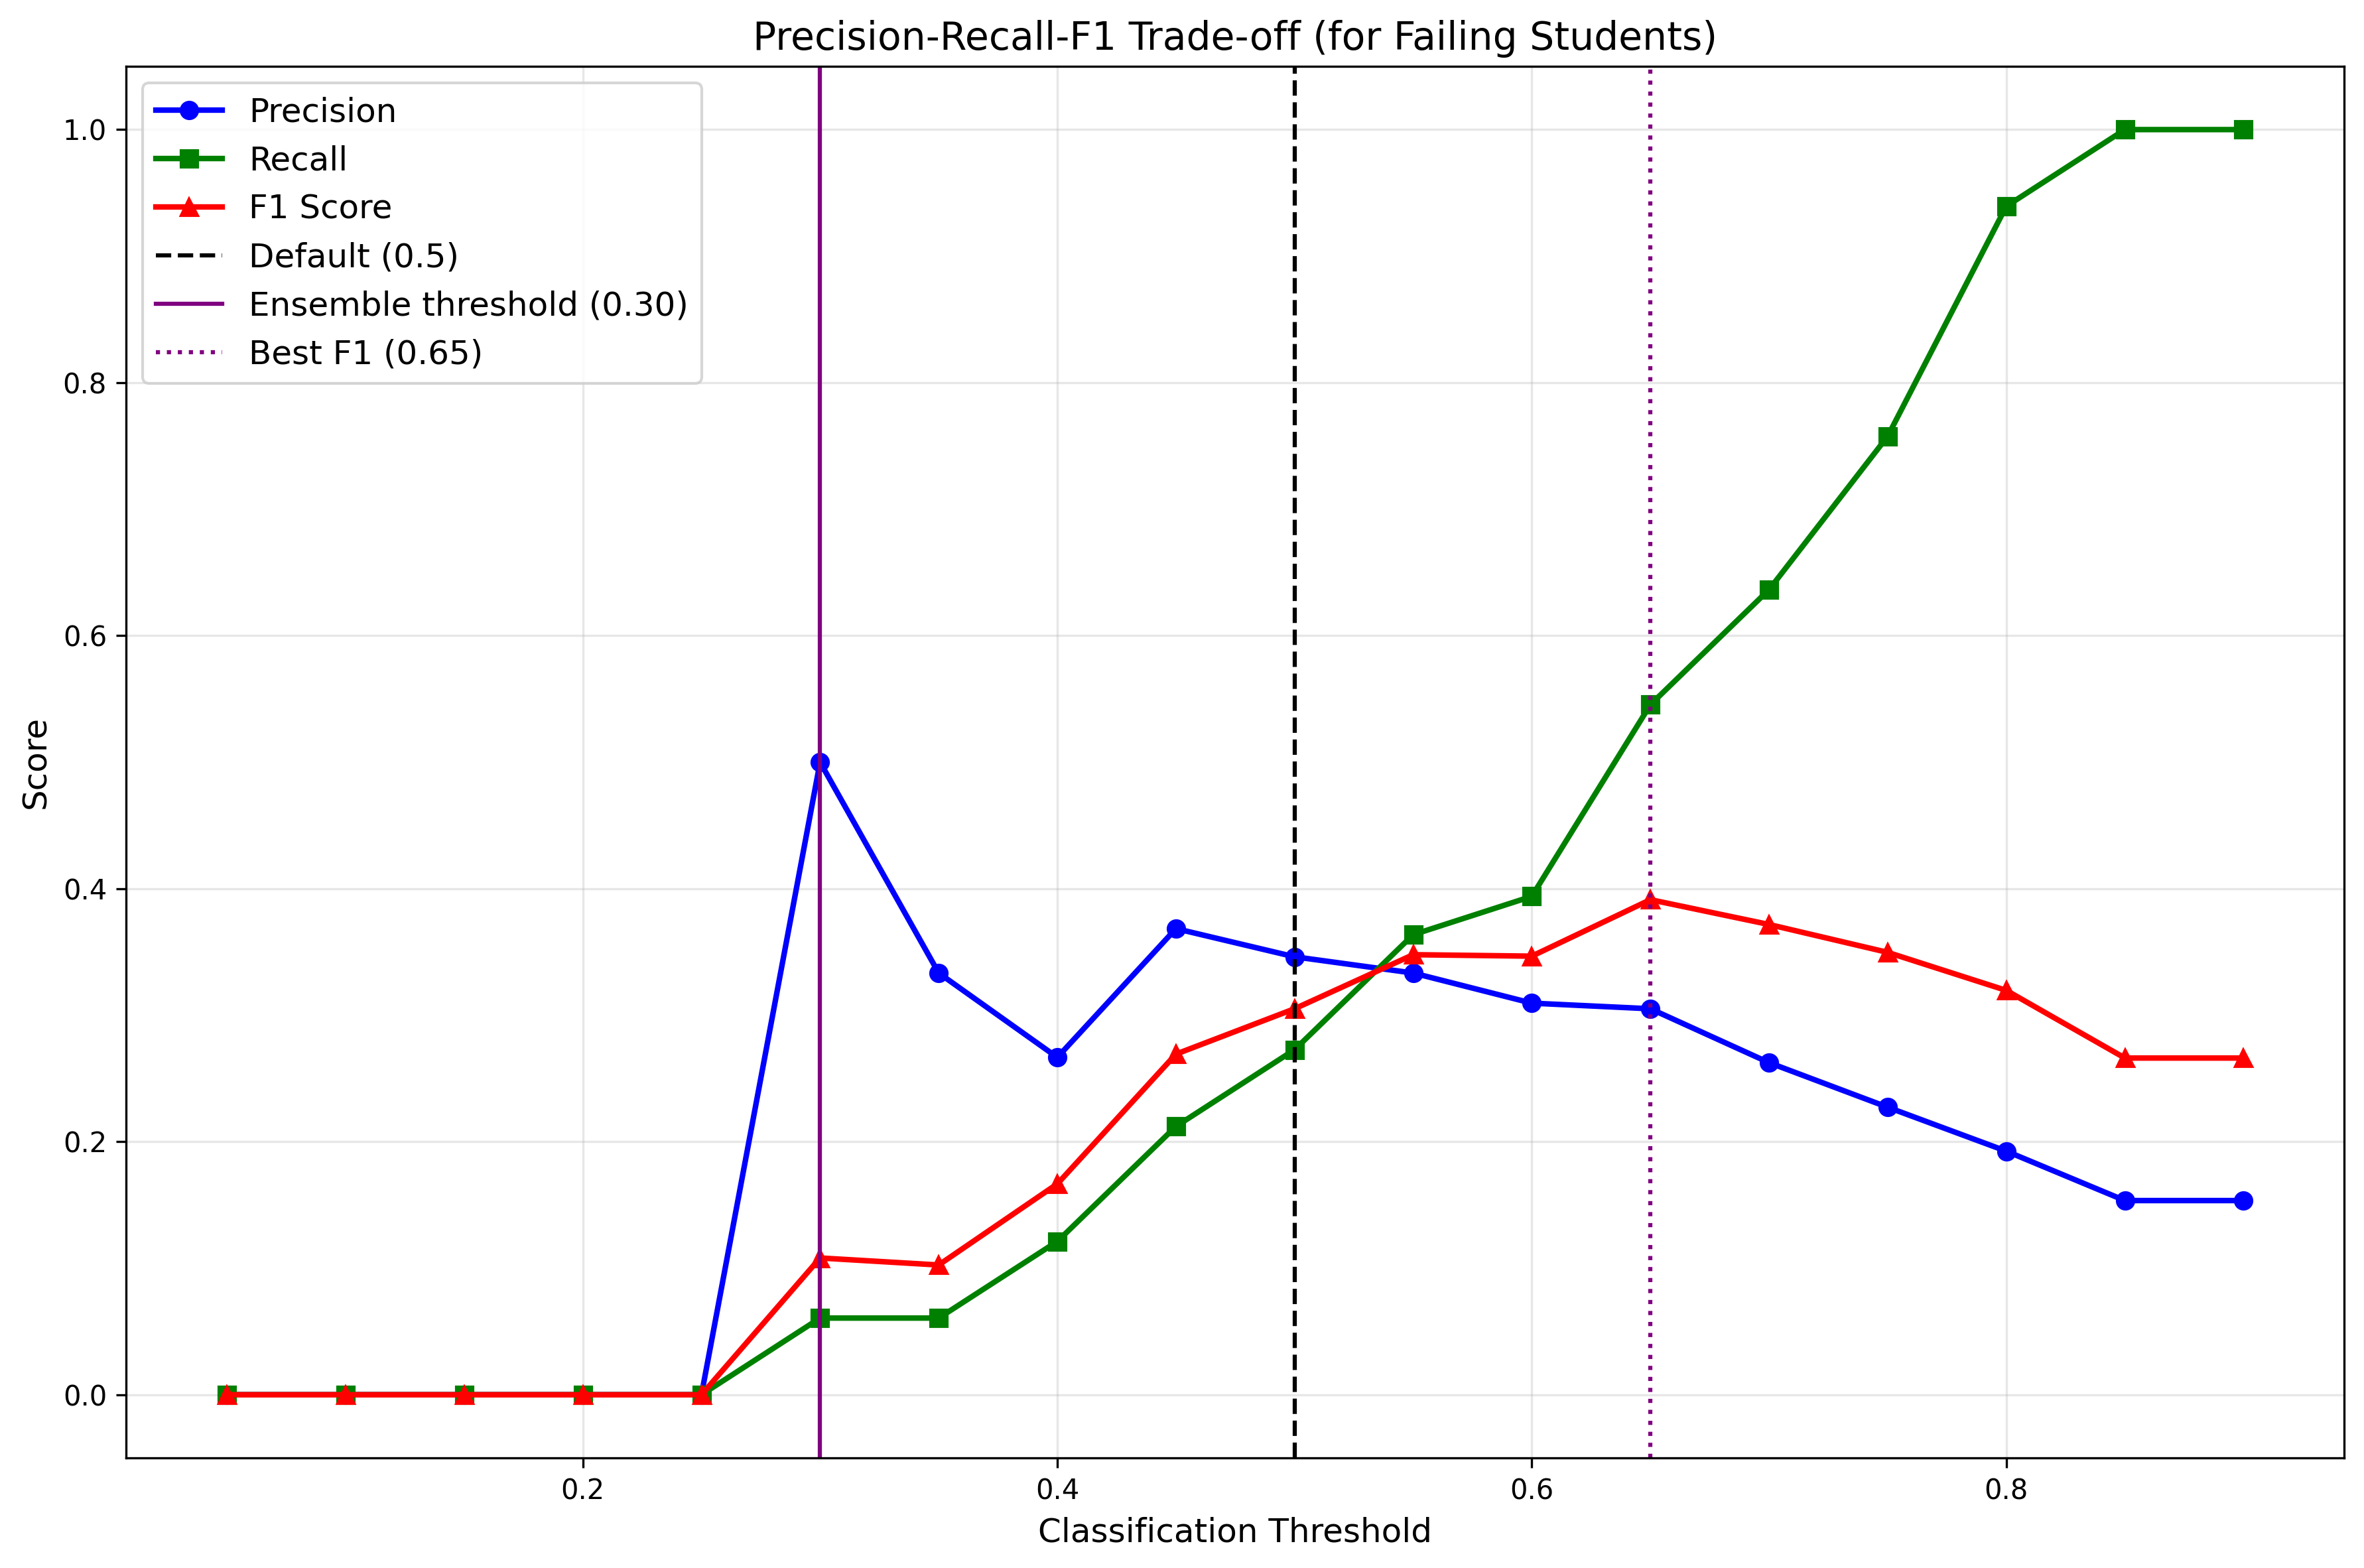 Precision-Recall-F1 Trade-off (for Failing Students)
Precision
Recall
F1 Score
Default (0.5)
Ensemble threshold (0.30)
Best F1 (0.65)
1.0
0.8
0.6
0.4
0.2
0.0
Score
0.2 0.4 0.6 0.8
Classification Threshold